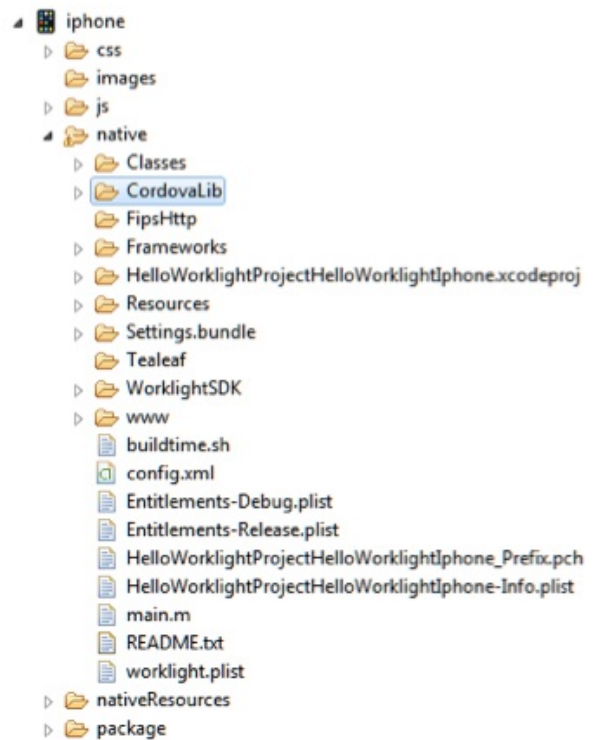 iphone
css
images
js
native
Classes
CordovaLib
FipsHttp
Frameworks
HelloWorklightProjectHelloWorklightIphone.xcodeproj
Resources
Settings.bundle
Tealeaf
WorklightSDK
www
buildtime.sh
config.xml
Entitlements-Debug.plist
Entitlements-Release.plist
HelloWorklightProjectHelloWorklightIphone_Prefix.pch
HelloWorklightProjectHelloWorklightIphone-Info.plist
main.m
README.txt
worklight.plist
nativeResources
package